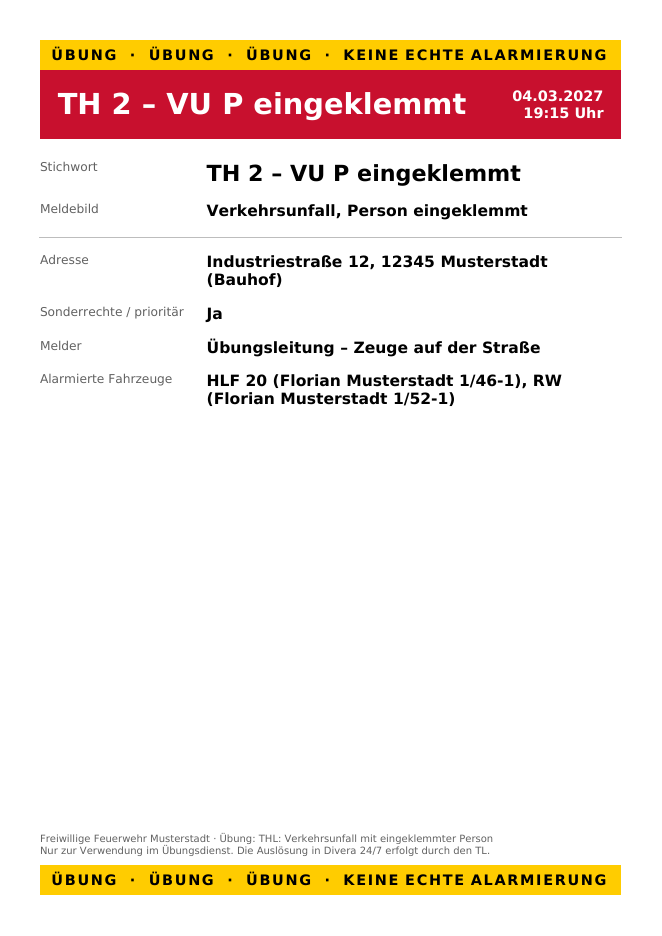 ÜBUNG · ÜBUNG · ÜBUNG · KEINE ECHTE ALARMIERUNG
TH 2 – VU P eingeklemmt
04.03.2027
19:15 Uhr
Stichwort
TH 2 – VU P eingeklemmt
Meldebild
Verkehrsunfall, Person eingeklemmt
Adresse
Industriestraße 12, 12345 Musterstadt
(Bauhof)
Sonderrechte / prioritär
Ja
Melder
Übungsleitung – Zeuge auf der Straße
Alarmierte Fahrzeuge
HLF 20 (Florian Musterstadt 1/46-1), RW
(Florian Musterstadt 1/52-1)
Freiwillige Feuerwehr Musterstadt · Übung: THL: Verkehrsunfall mit eingeklemmter Person
Nur zur Verwendung im Übungsdienst. Die Auslösung in Divera 24/7 erfolgt durch den TL.
ÜBUNG · ÜBUNG · ÜBUNG · KEINE ECHTE ALARMIERUNG